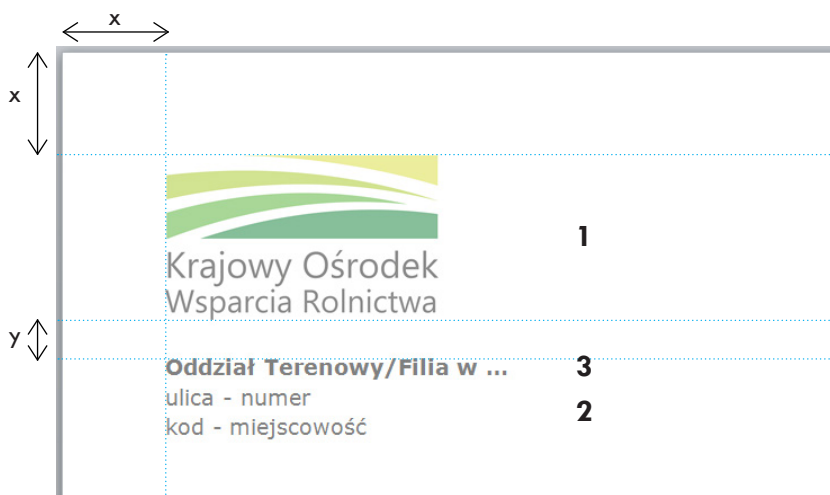 x
x
1
Krajowy Ośrodek
Wsparcia Rolnictwa
y
Oddział Terenowy/Filia w ...
3
ulica - numer
2
kod - miejscowość